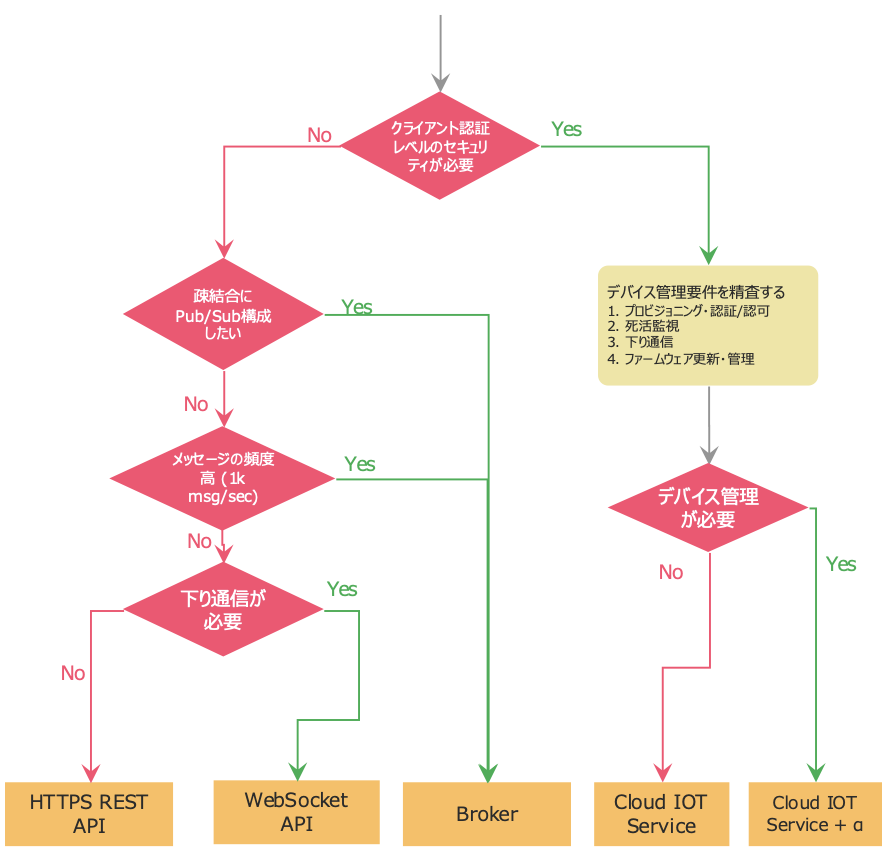 クライアント認証
レベルのセキュリ
ティが必要
No
Yes
疎結合に
Pub/Sub構成
したい
Yes
No
デバイス管理要件を精査する
1. プロビジョニング・認証/認可
2. 死活監視
3. 下り通信
4. ファームウェア更新・管理
メッセージの頻度
高 (1k
msg/sec)
Yes
No
デバイス管理
が必要
No
Yes
下り通信が
必要
Yes
No
HTTPS REST
API
WebSocket
API
Broker
Cloud IOT
Service
Cloud IOT
Service + α